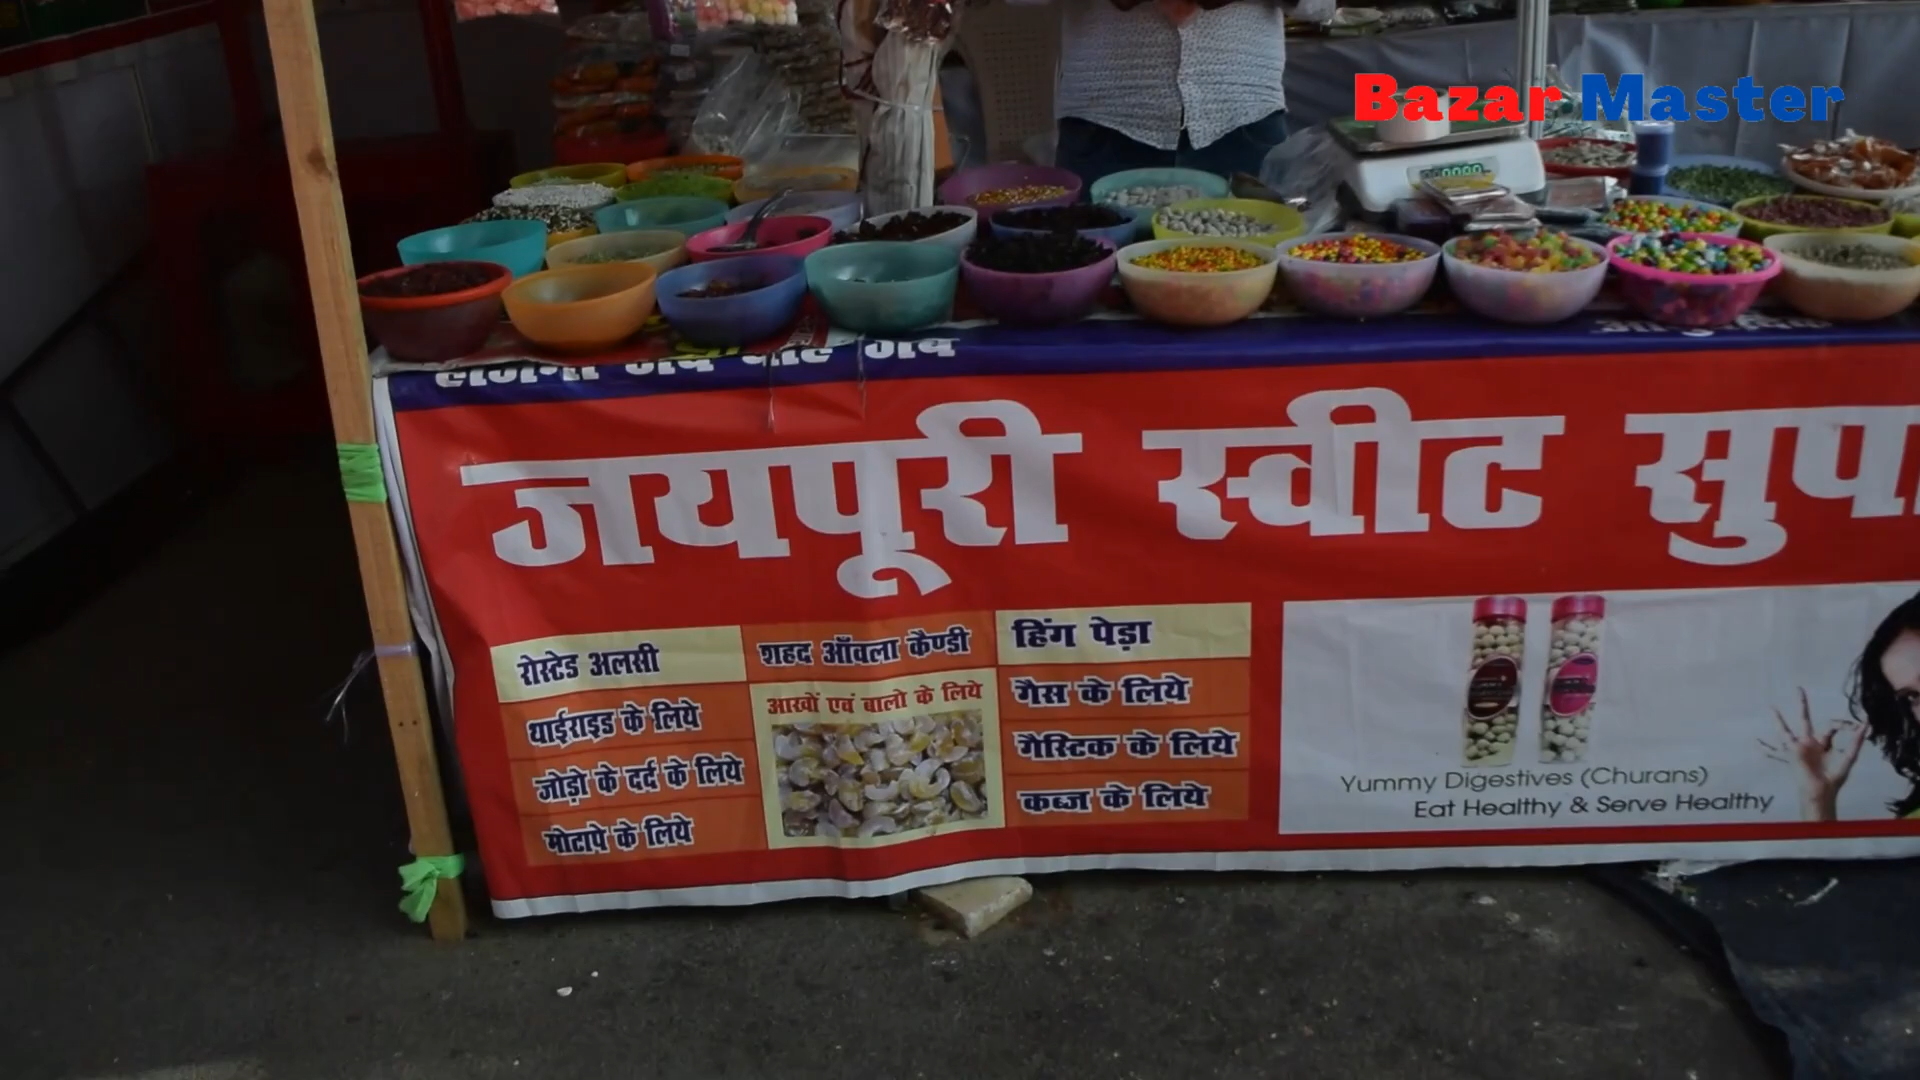 Bazar Master
जयपूरी स्वीट
रोस्टेड अलसी
थाईराइड के लिये
जोड़ो के दर्द के लिये
मोटापे के लिये
शहद आँवला कैण्डी
आखों एवं बालो के लिये
हिंग पेड़ा
गैस के लिये
गैस्टिक के लिये
कब्ज के लिये
Yummy Digestives (Churans)
Eat Healthy & Serve Healthy